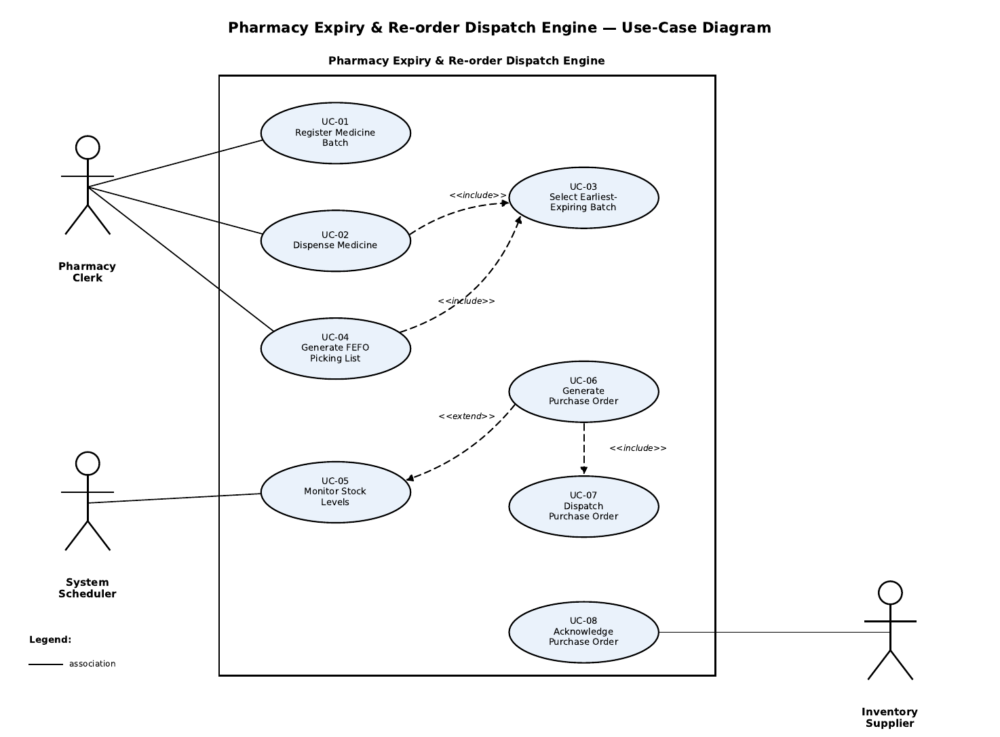 Pharmacy Expiry & Re-order Dispatch Engine — Use-Case Diagram
Pharmacy Expiry & Re-order Dispatch Engine
UC-01
Register Medicine
Batch
UC-03
Select Earliest-
Expiring Batch
<<include>>
UC-02
Dispense Medicine
Pharmacy
Clerk
<<include>>
UC-04
Generate FEFO
Picking List
UC-06
Generate
Purchase Order
<<extend>>
<<include>>
UC-05
Monitor Stock
Levels
UC-07
Dispatch
Purchase Order
System
Scheduler
UC-08
Acknowledge
Purchase Order
Legend:
association
Inventory
Supplier